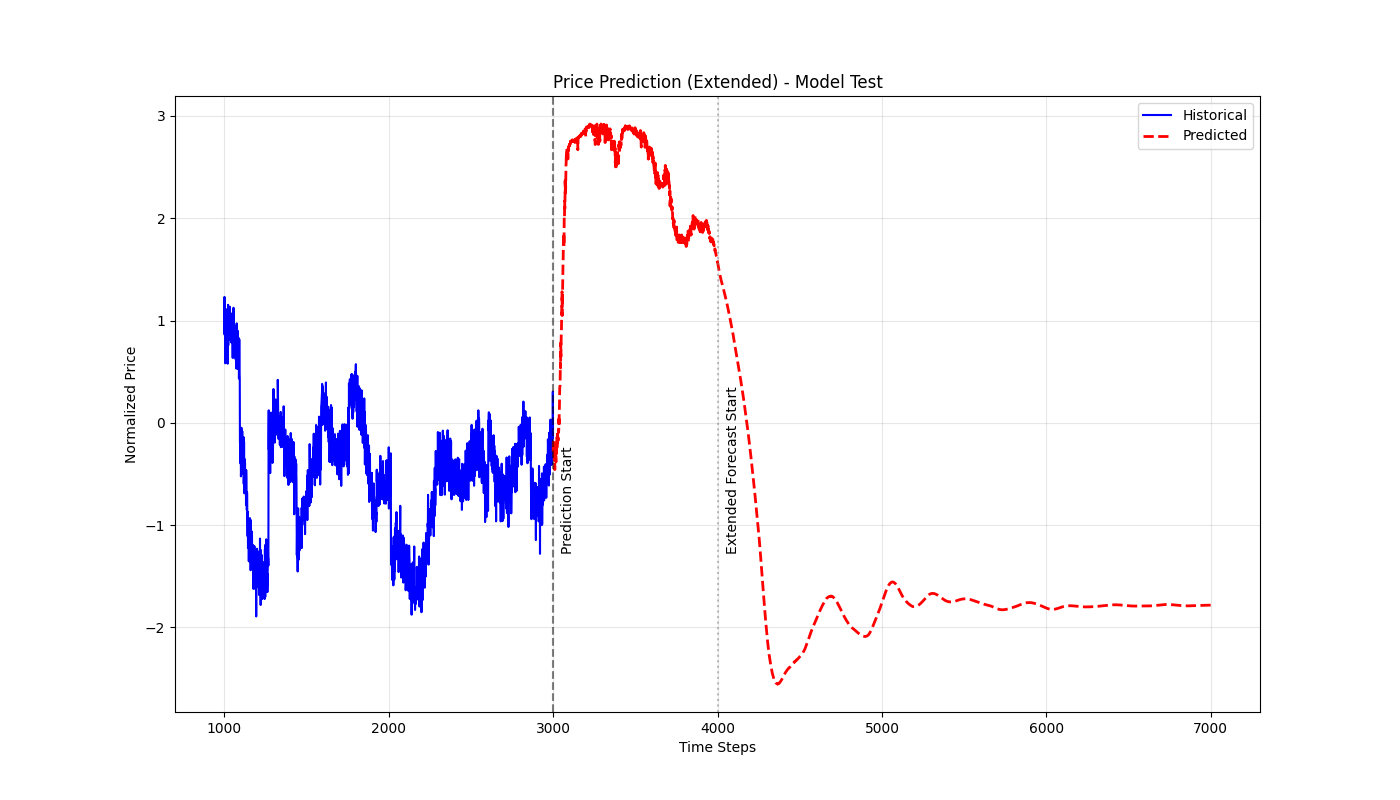 Price Prediction (Extended) - Model Test
Historical
Predicted
3
2
1
0
−1
−2
Normalized Price
Prediction Start
Extended Forecast Start
1000
2000
3000
4000
5000
6000
7000
Time Steps